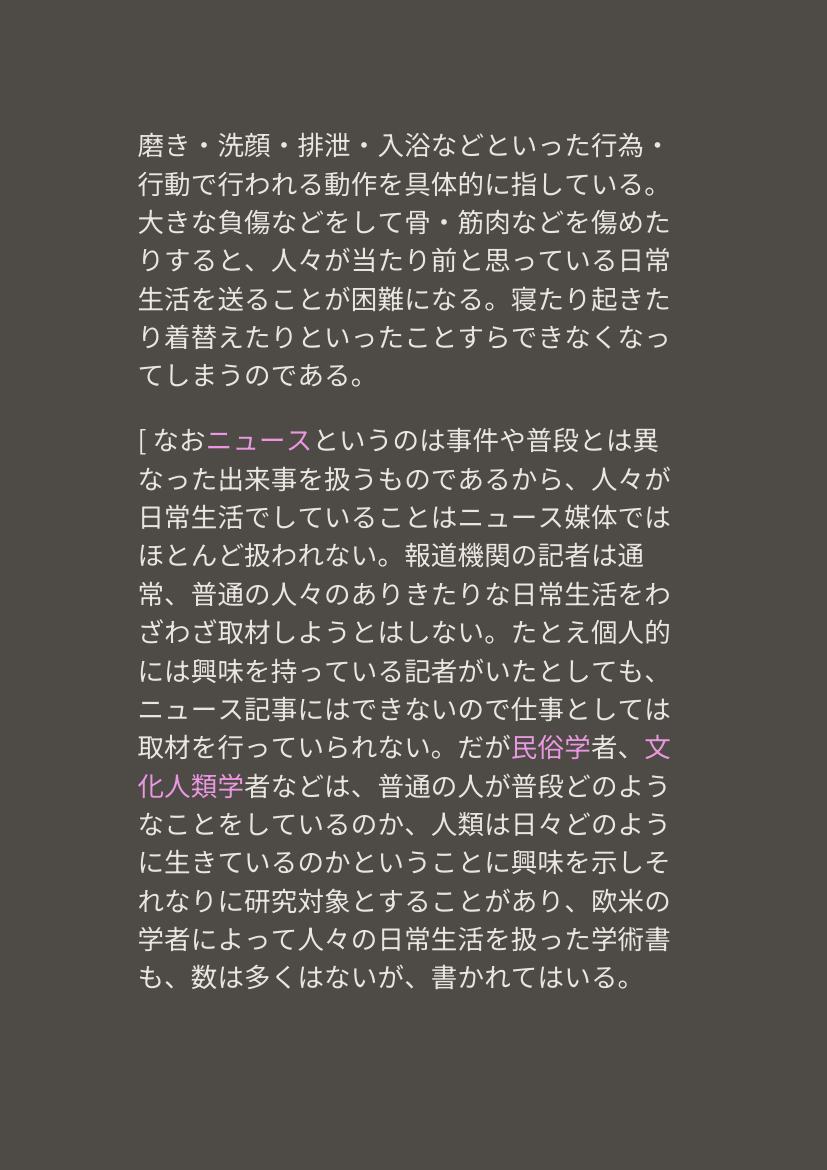 磨き・洗顔・排泄・入浴などといった行為・
行動で行われる動作を具体的に指している。
大きな負傷などをして骨・筋肉などを傷めた
りすると、人々が当たり前と思っている日常
生活を送ることが困難になる。寝たり起きた
り着替えたりといったことすらできなくなっ
てしまうのである。
[ なおニュースというのは事件や普段とは異
なった出来事を扱うものであるから、人々が
日常生活でしていることはニュース媒体では
ほとんど扱われない。報道機関の記者は通
常、普通の人々のありきたりな日常生活をわ
ざわざ取材しようとはしない。たとえ個人的
には興味を持っている記者がいたとしても、
ニュース記事にはできないので仕事としては
取材を行っていられない。だが民俗学者、文
化人類学者などは、普通の人が普段どのよう
なことをしているのか、人類は日々どのよう
に生きているのかということに興味を示しそ
れなりに研究対象とすることがあり、欧米の
学者によって人々の日常生活を扱った学術書
も、数は多くはないが、書かれてはいる。